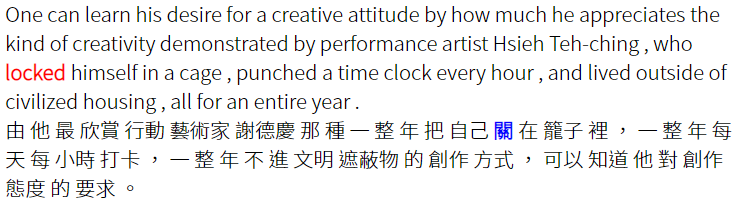 One can learn his desire for a creative attitude by how much he appreciates the
kind of creativity demonstrated by performance artist Hsieh Teh-ching , who
locked himself in a cage , punched a time clock every hour , and lived outside of
civilized housing , all for an entire year .
由 他 最 欣賞 行動 藝術家 謝德慶 那 種 一 整 年 把 自己 關 在 籠子 裡 ， 一 整 年 每
天 每 小時 打卡 ， 一 整 年 不 進 文明 遮蔽物 的 創作 方式 ， 可以 知道 他 對 創作
態度 的 要求 。